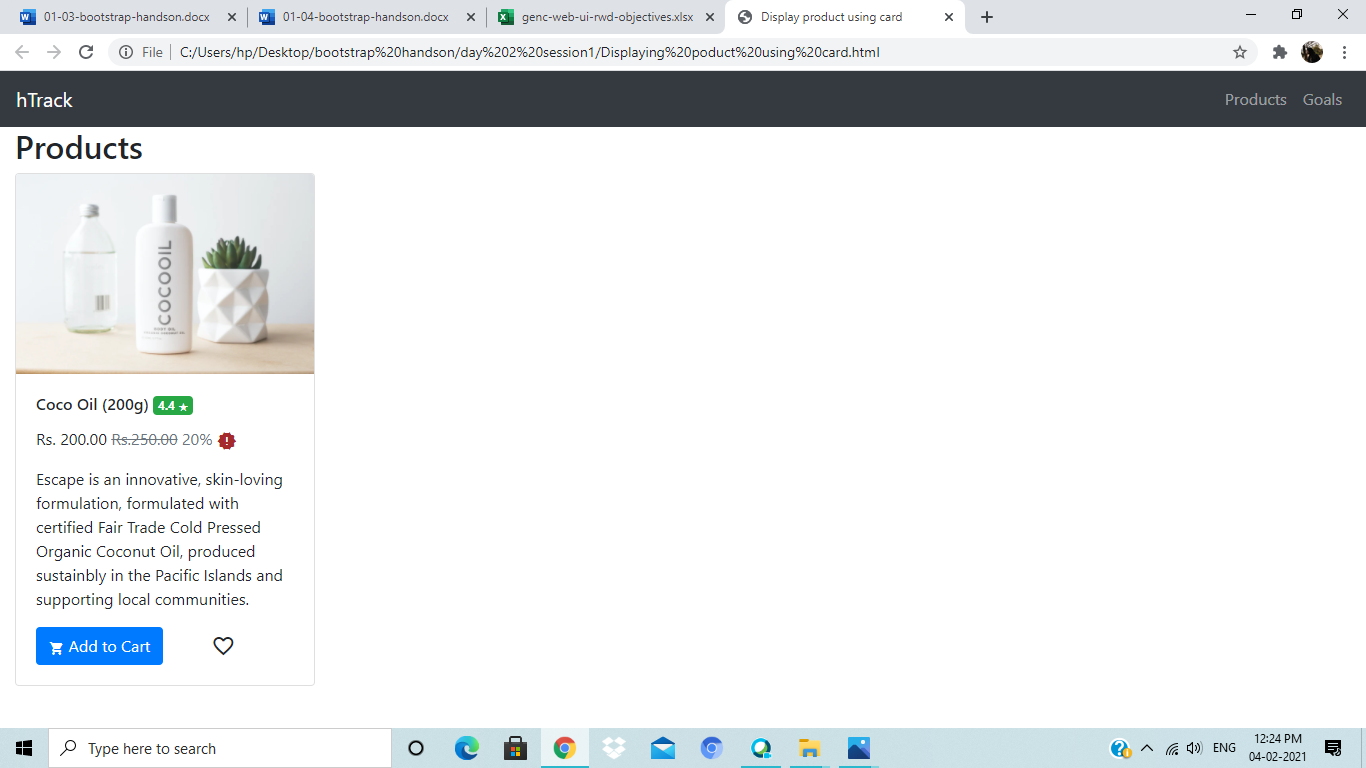 01-03-bootstrap-handson.docx
01-04-bootstrap-handson.docx
genc-web-ui-rwd-objectives.xlsx
Display product using card
File
C:/Users/hp/Desktop/bootstrap%20handson/day%202%20session1/Displaying%20poduct%20using%20card.html
hTrack
Products Goals
Products
COCOOIL
BODY OIL
Coco Oil (200g) 4.4 ★
Rs. 200.00 Rs.250.00 20%
Escape is an innovative, skin-loving
formulation, formulated with
certified Fair Trade Cold Pressed
Organic Coconut Oil, produced
sustainbly in the Pacific Islands and
supporting local communities.
Add to Cart
Type here to search
ENG
12:24 PM
04-02-2021